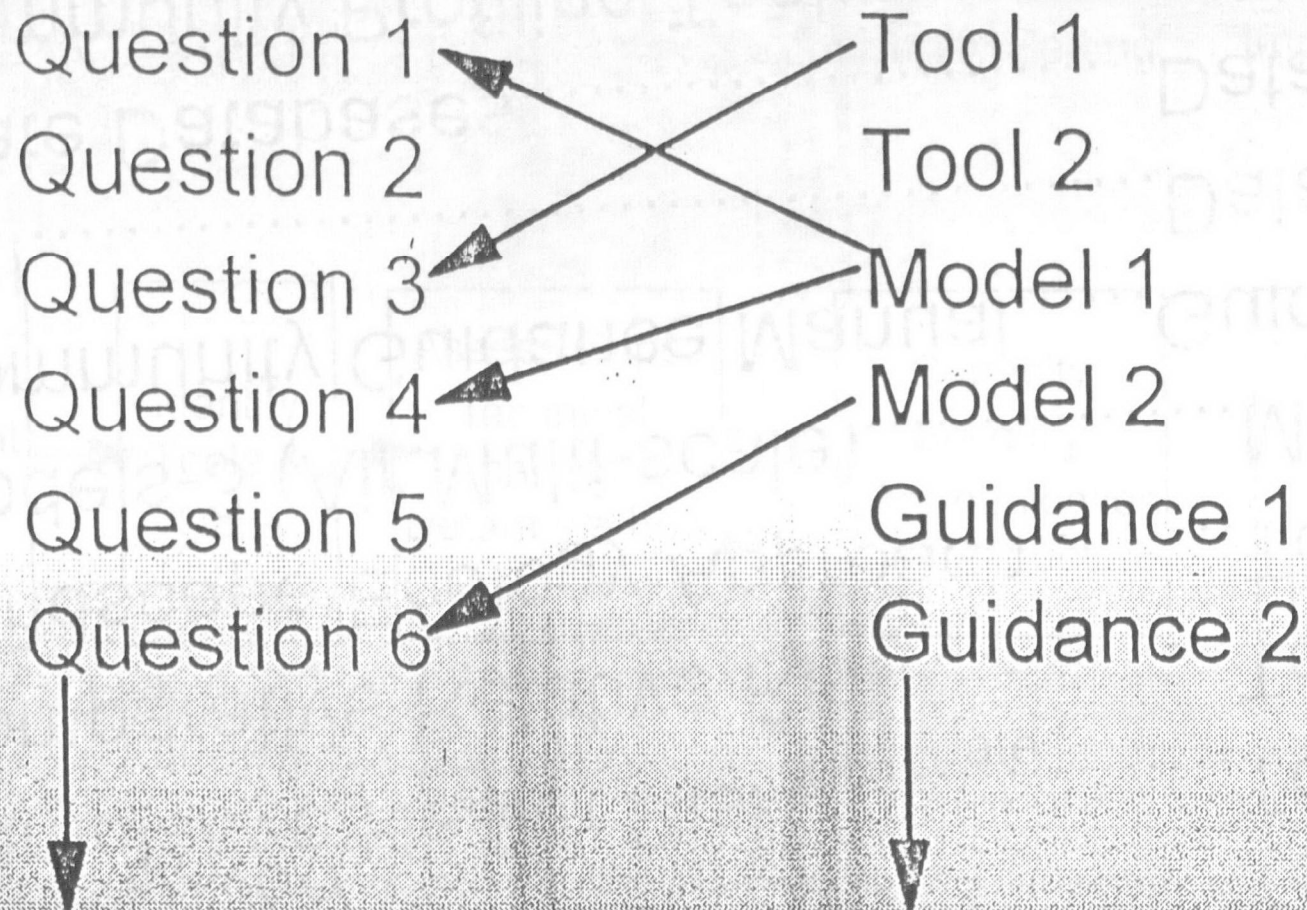 Question 1 Tool 1
Question 2 Tool 2
Question 3 Model 1
Question 4 Model 2
Question 5 Guidance 1
Question 6 Guidance 2